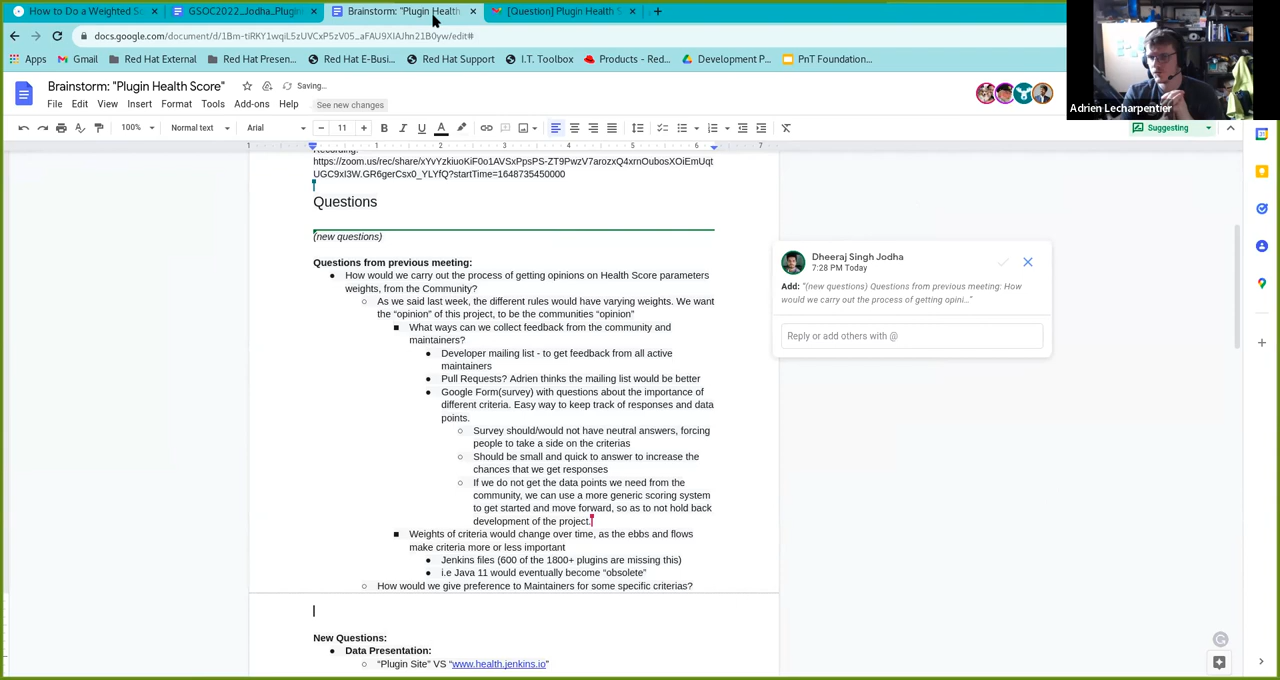 How to Do a Weighted Sc
GSOC2022_Jodha_Plugin
Brainstorm: "Plugin Health
[Question] Plugin Health S
docs.google.com/document/d/1Bm-tiRKY1wqiL5zUVCxP5zV05_aFAU9XIAJhn21B0yw/edit#
Apps
Gmail
Red Hat External
Red Hat Presen...
Red Hat E-Busi...
Red Hat Support
I.T. Toolbox
Products - Red...
Development P...
PnT Foundation...
Brainstorm: "Plugin Health Score"
Saving...
File
Edit
View
Insert
Format
Tools
Add-ons
Help
See new changes
Adrien Lecharpentier
100%
Normal text
Arial
11
Suggesting
1 1 2 3 4 5 6 7
https://zoom.us/rec/share/xYvYzkiuoKiF0o1AVSxPpsPS-ZT9PwzV7arozxQ4xrnOubosXOiEmUqt
UGC9xI3W.GR6gerCsx0_YLYfQ?startTime=1648735450000
Questions
(new questions)
Questions from previous meeting:
How would we carry out the process of getting opinions on Health Score parameters
weights, from the Community?
As we said last week, the different rules would have varying weights. We want
the “opinion” of this project, to be the communities “opinion”
What ways can we collect feedback from the community and
maintainers?
Developer mailing list - to get feedback from all active
maintainers
Pull Requests? Adrien thinks the mailing list would be better
Google Form(survey) with questions about the importance of
different criteria. Easy way to keep track of responses and data
points.
Survey should/would not have neutral answers, forcing
people to take a side on the criterias
Should be small and quick to answer to increase the
chances that we get responses
If we do not get the data points we need from the
community, we can use a more generic scoring system
to get started and move forward, so as to not hold back
development of the project.
Weights of criteria would change over time, as the ebbs and flows
make criteria more or less important
Jenkins files (600 of the 1800+ plugins are missing this)
i.e Java 11 would eventually become “obsolete”
How would we give preference to Maintainers for some specific criterias?
New Questions:
Data Presentation:
“Plugin Site” VS “www.health.jenkins.io”
Dheeraj Singh Jodha
7:28 PM Today
Add: “(new questions) Questions from previous meeting: How
would we carry out the process of getting opini...”
Reply or add others with @